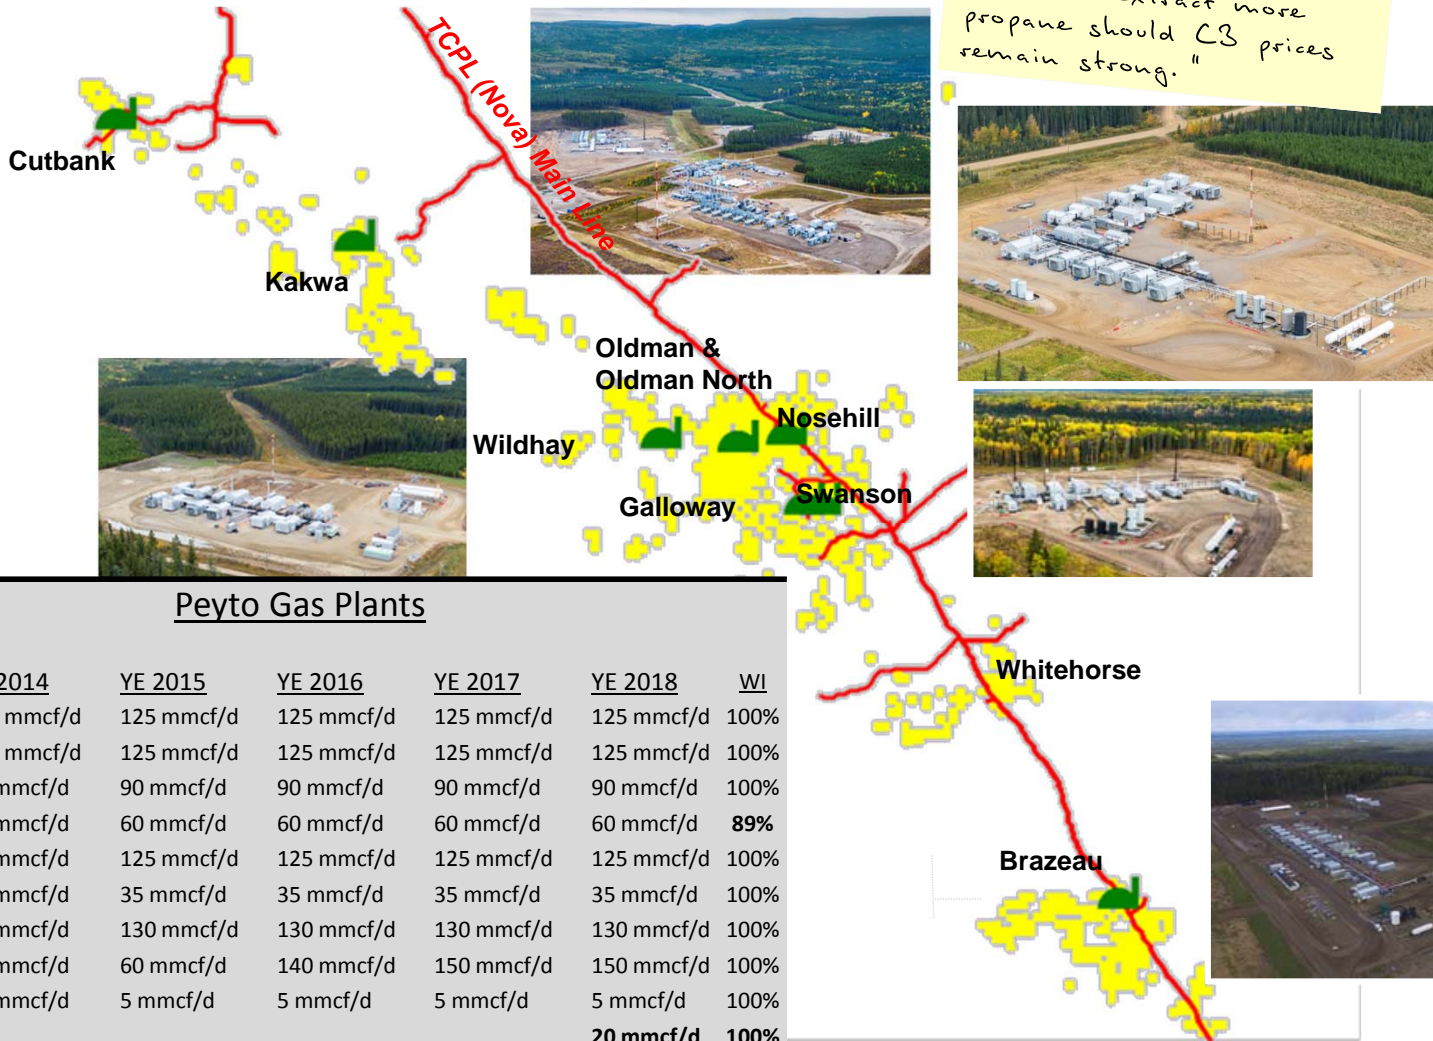 extract more
propane should C3 prices
remain strong."
TCPL (Nova) Main Line
Cutbank
Kakwa
Oldman &
Oldman North
Nosehill
Wildhay
Swanson
Galloway
Whitehorse
Brazeau
Peyto Gas Plants
2014 YE 2015 YE 2016 YE 2017 YE 2018 WI
mmcf/d 125 mmcf/d 125 mmcf/d 125 mmcf/d 125 mmcf/d 100%
mmcf/d 125 mmcf/d 125 mmcf/d 125 mmcf/d 125 mmcf/d 100%
mmcf/d 90 mmcf/d 90 mmcf/d 90 mmcf/d 90 mmcf/d 100%
mmcf/d 60 mmcf/d 60 mmcf/d 60 mmcf/d 60 mmcf/d 89%
mmcf/d 125 mmcf/d 125 mmcf/d 125 mmcf/d 125 mmcf/d 100%
mmcf/d 35 mmcf/d 35 mmcf/d 35 mmcf/d 35 mmcf/d 100%
mmcf/d 130 mmcf/d 130 mmcf/d 130 mmcf/d 130 mmcf/d 100%
mmcf/d 60 mmcf/d 140 mmcf/d 150 mmcf/d 150 mmcf/d 100%
mmcf/d 5 mmcf/d 5 mmcf/d 5 mmcf/d 5 mmcf/d 100%
20 mmcf/d 100%